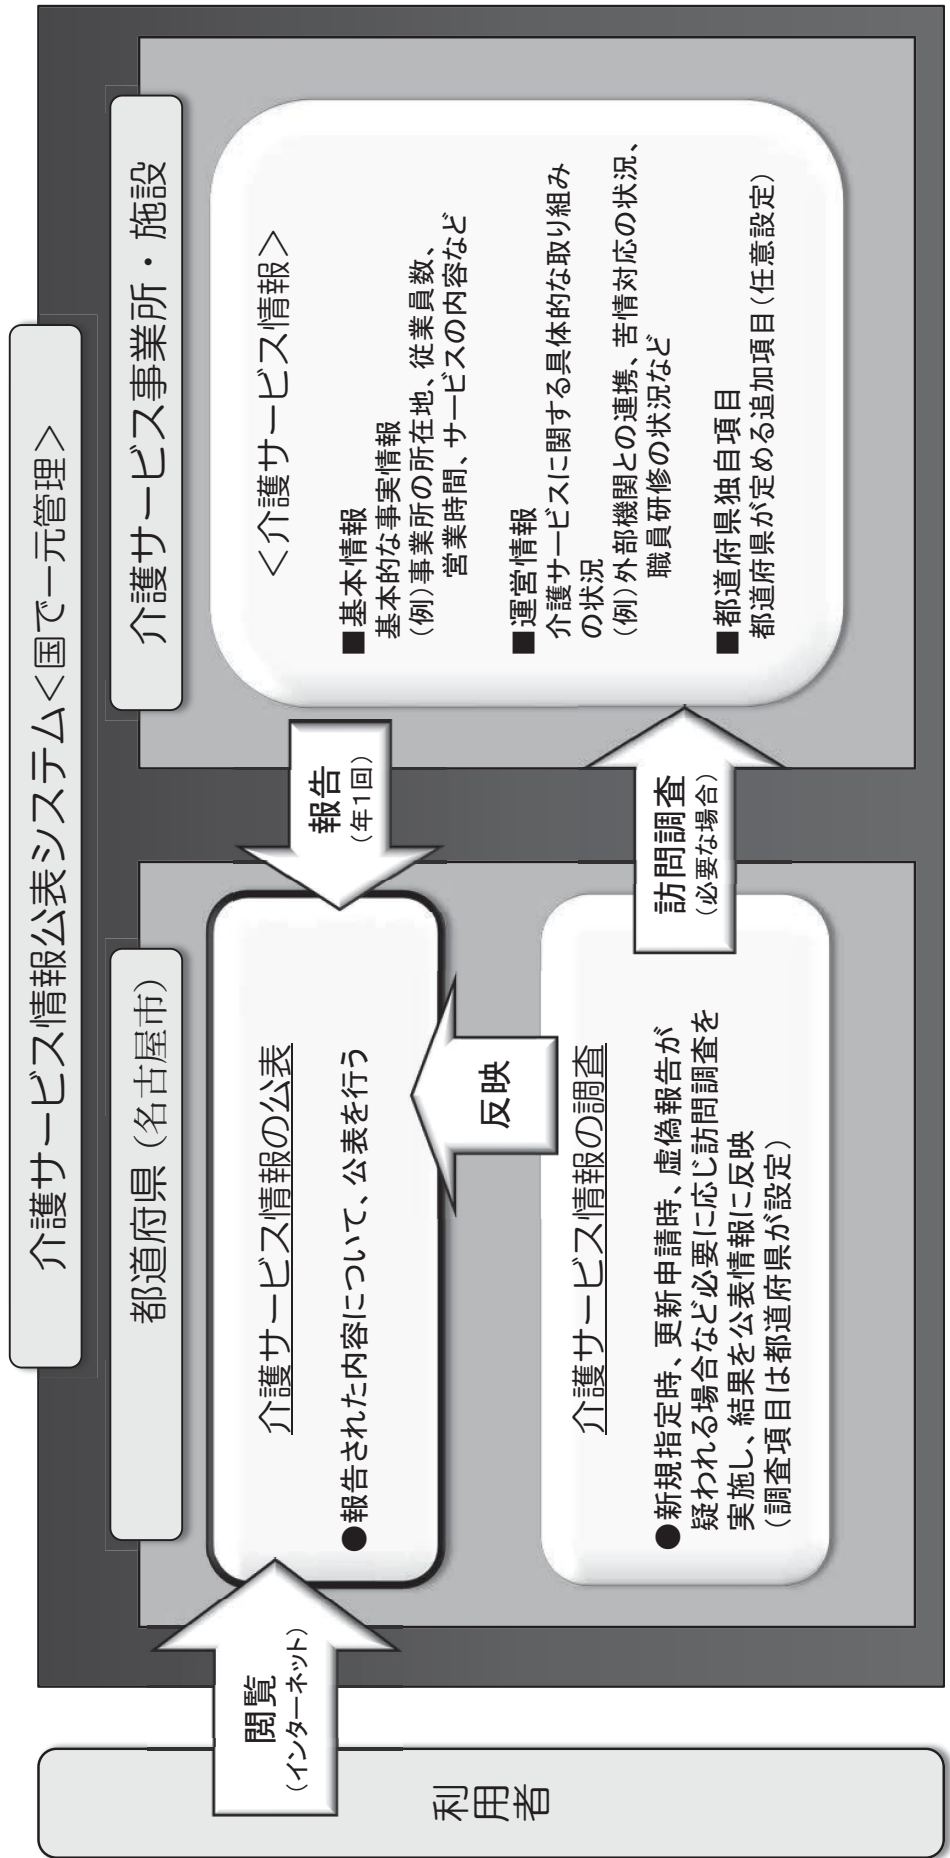 介護サービス情報公表システム＜国で一元管理＞
利用者
閲覧
(インターネット)
都道府県（名古屋市）
介護サービス情報の公表
●報告された内容について、公表を行う
反映
介護サービス情報の調査
●新規指定時、更新申請時、虚偽報告が
疑われる場合など必要に応じ訪問調査を
実施し、結果を公表情報に反映
（調査項目は都道府県が設定）
報告
（年1回）
訪問調査
（必要な場合）
介護サービス事業所・施設
＜介護サービス情報＞
■基本情報
基本的な事実情報
（例）事業所の所在地、従業員数、
営業時間、サービスの内容など
■運営情報
介護サービスに関する具体的な取り組み
の状況
（例）外部機関との連携、苦情対応の状況、
職員研修の状況など
■都道府県独自項目
都道府県が定める追加項目（任意設定）